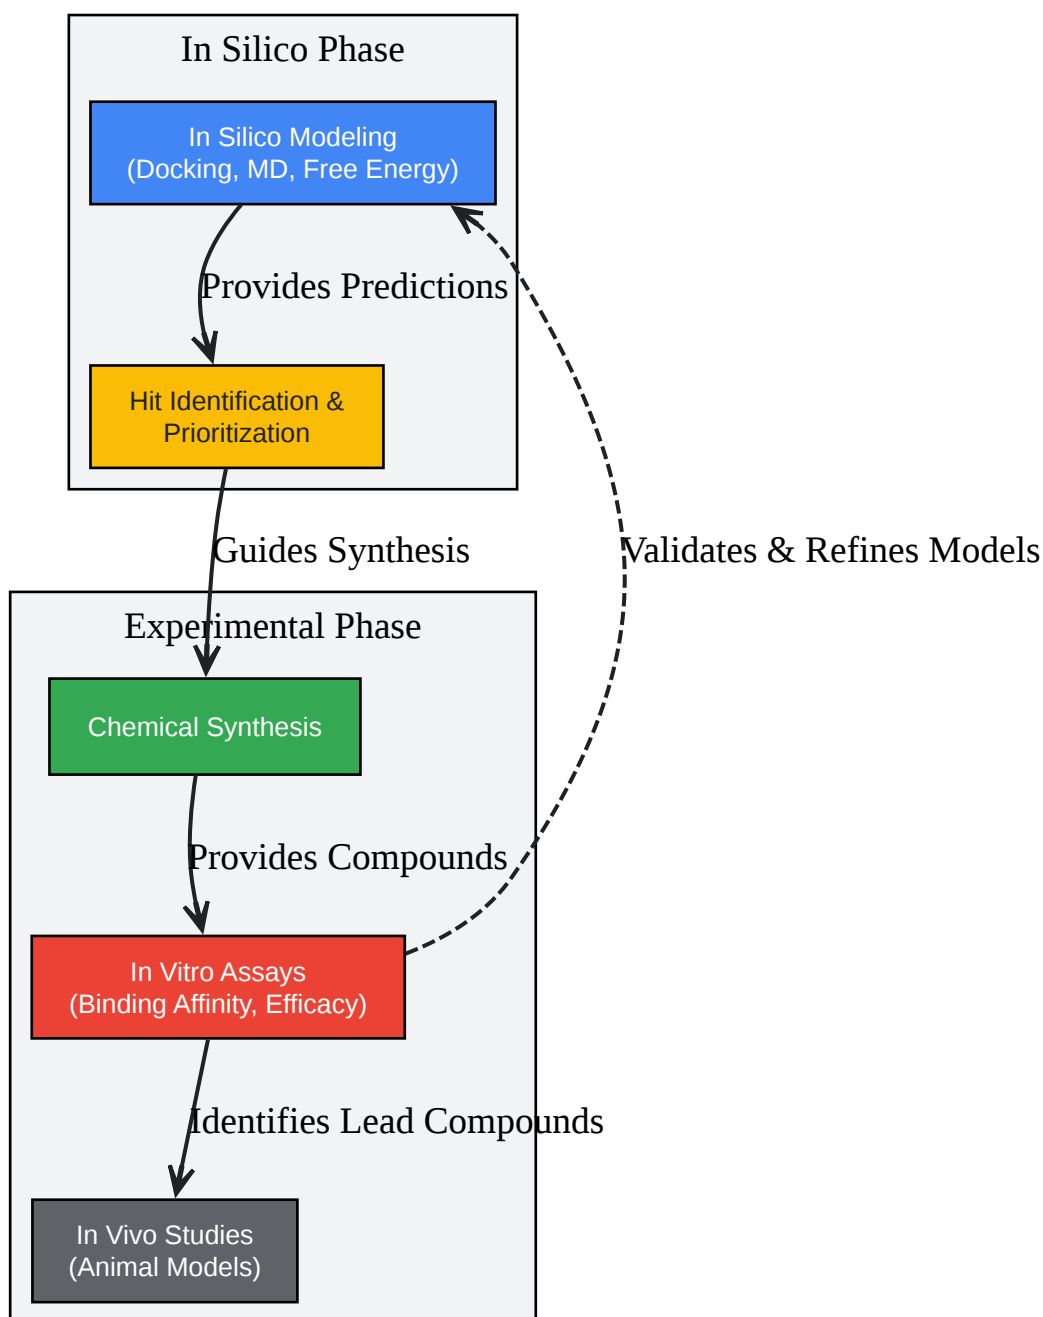 In Silico Phase
In Silico Modeling
(Docking, MD, Free Energy)
Provides Predictions
Hit Identification &
Prioritization
Guides Synthesis
Validates & Refines Models
Experimental Phase
Chemical Synthesis
Provides Compounds
In Vitro Assays
(Binding Affinity, Efficacy)
Identifies Lead Compounds
In Vivo Studies
(Animal Models)